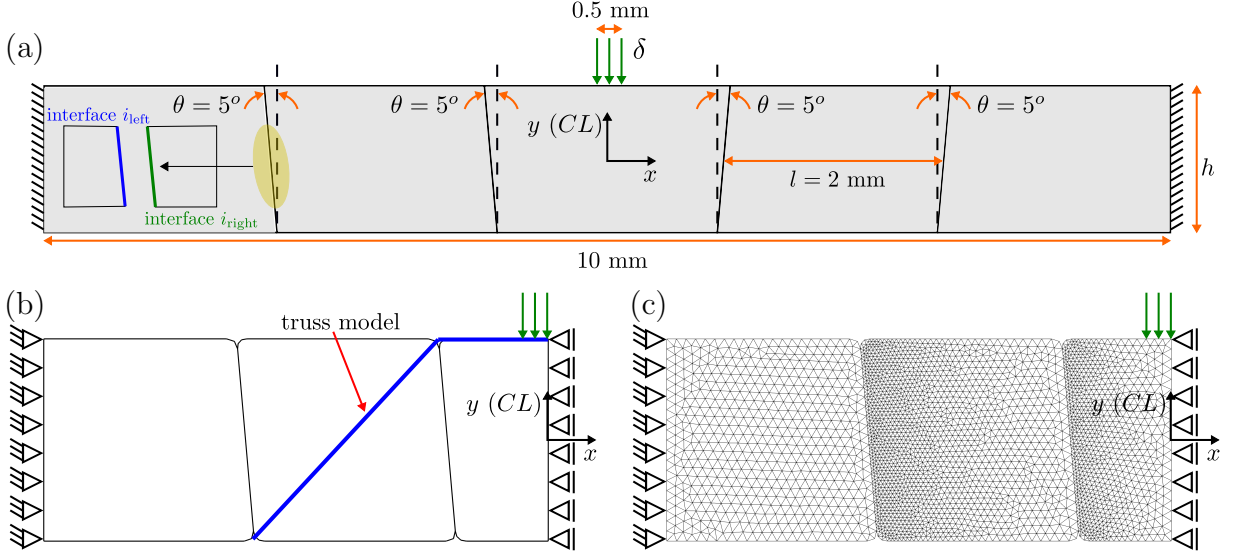 0.5 mm
(a)
δ
θ = 5° θ = 5° θ = 5° θ = 5°
interface i_left
y (CL)
x
l = 2 mm
h
interface i_right
10 mm
(b)
truss model
y (CL)
x
(c)
y (CL)
x